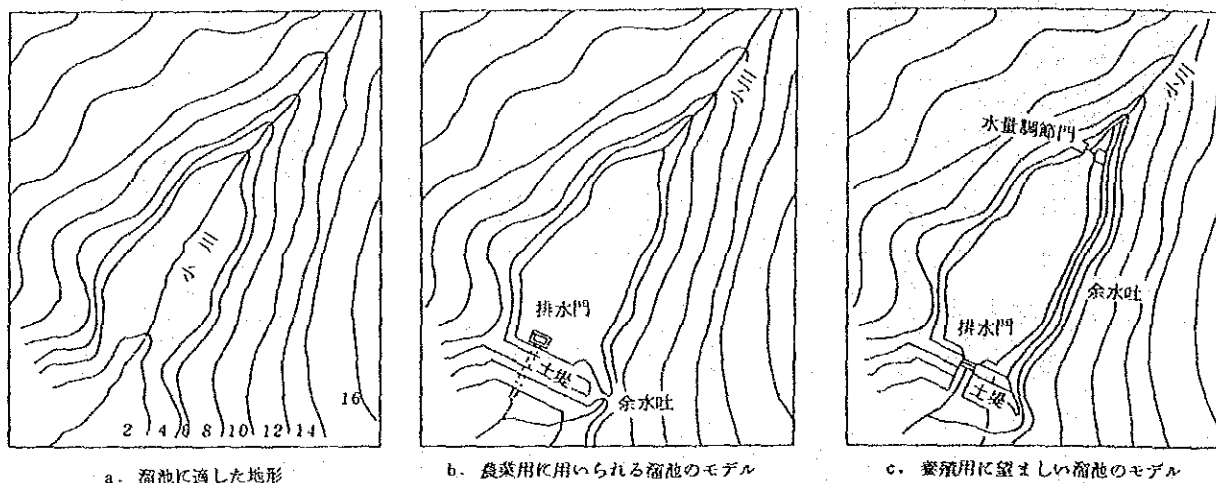 小川
2 4 6 8 10 12 14
16
a. 溜池に適した地形
小川
排水門
土堤
余水吐
b. 農業用に用いられる溜池のモデル
小川
水量調節門
余水吐
排水門
土堤
c. 養殖用に望ましい溜池のモデル